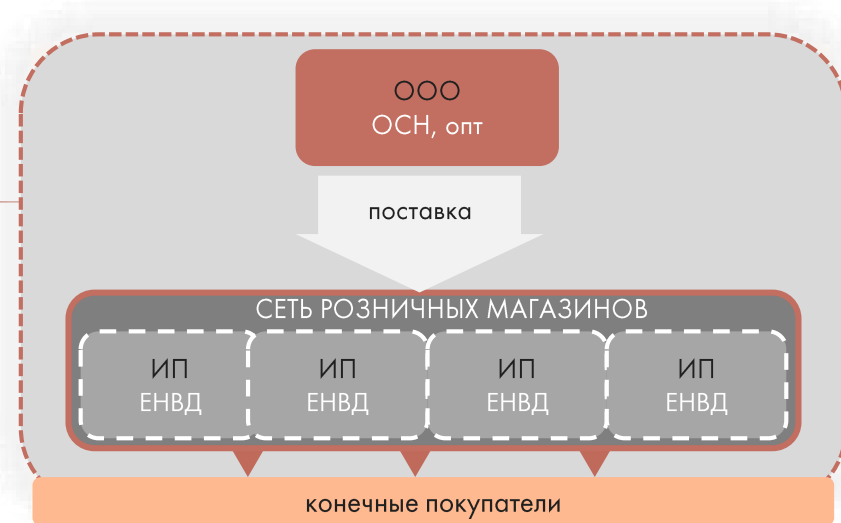 ООО
ОСН, опт
поставка
СЕТЬ РОЗНИЧНЫХ МАГАЗИНОВ
ИП ИП ИП ИП
ЕНВД ЕНВД ЕНВД ЕНВД
конечные покупатели